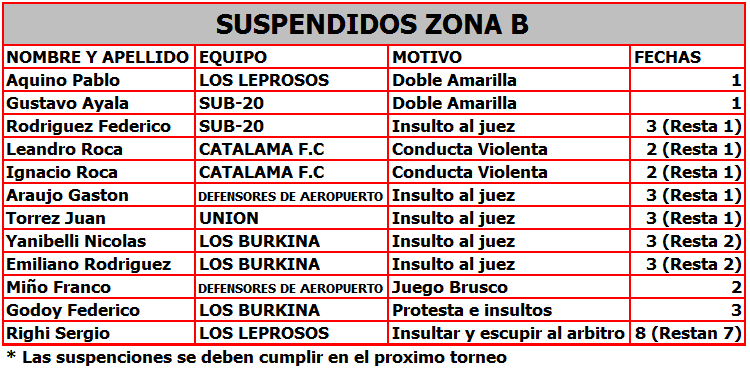 SUSPENDIDOS ZONA B
NOMBRE Y APELLIDO EQUIPO MOTIVO FECHAS
Aquino Pablo LOS LEPROSOS Doble Amarilla 1
Gustavo Ayala SUB-20 Doble Amarilla 1
Rodriguez Federico SUB-20 Insulto al juez 3 (Resta 1)
Leandro Roca CATALAMA F.C Conducta Violenta 2 (Resta 1)
Ignacio Roca CATALAMA F.C Conducta Violenta 2 (Resta 1)
Araujo Gaston DEFENSORES DE AEROPUERTO Insulto al juez 3 (Resta 1)
Torrez Juan UNION Insulto al juez 3 (Resta 1)
Yanibelli Nicolas LOS BURKINA Insulto al juez 3 (Resta 2)
Emiliano Rodriguez LOS BURKINA Insulto al juez 3 (Resta 2)
Miño Franco DEFENSORES DE AEROPUERTO Juego Brusco 2
Godoy Federico LOS BURKINA Protesta e insultos 3
Righi Sergio LOS LEPROSOS Insultar y escupir al arbitro 8 (Restan 7)
* Las suspenciones se deben cumplir en el proximo torneo